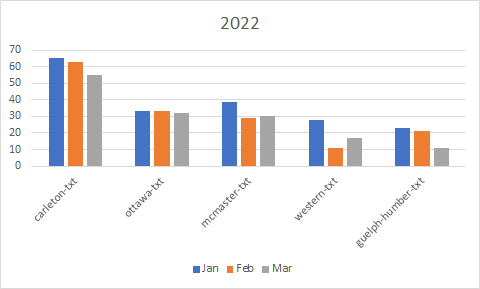 2022
70
60
50
40
30
20
10
0
carleton-txt
ottawa-txt
mcmaster-txt
western-txt
guelph-humber-txt
Jan Feb Mar